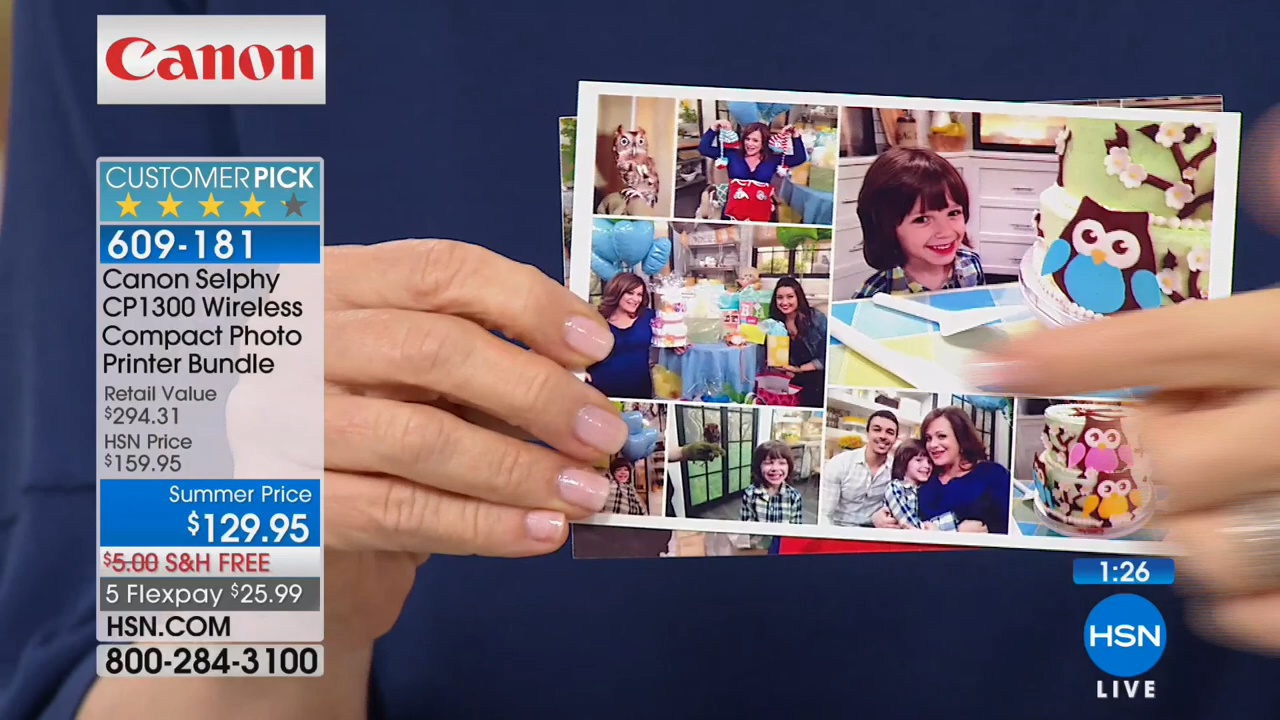 Canon
CUSTOMER PICK
609-181
Canon Selphy
CP1300 Wireless
Compact Photo
Printer Bundle
Retail Value
$294.31
HSN Price
$159.95
Summer Price
$129.95
$5.00 S&H FREE
5 Flexpay $25.99
HSN.COM
800-284-3100
1:26
HSN
LIVE